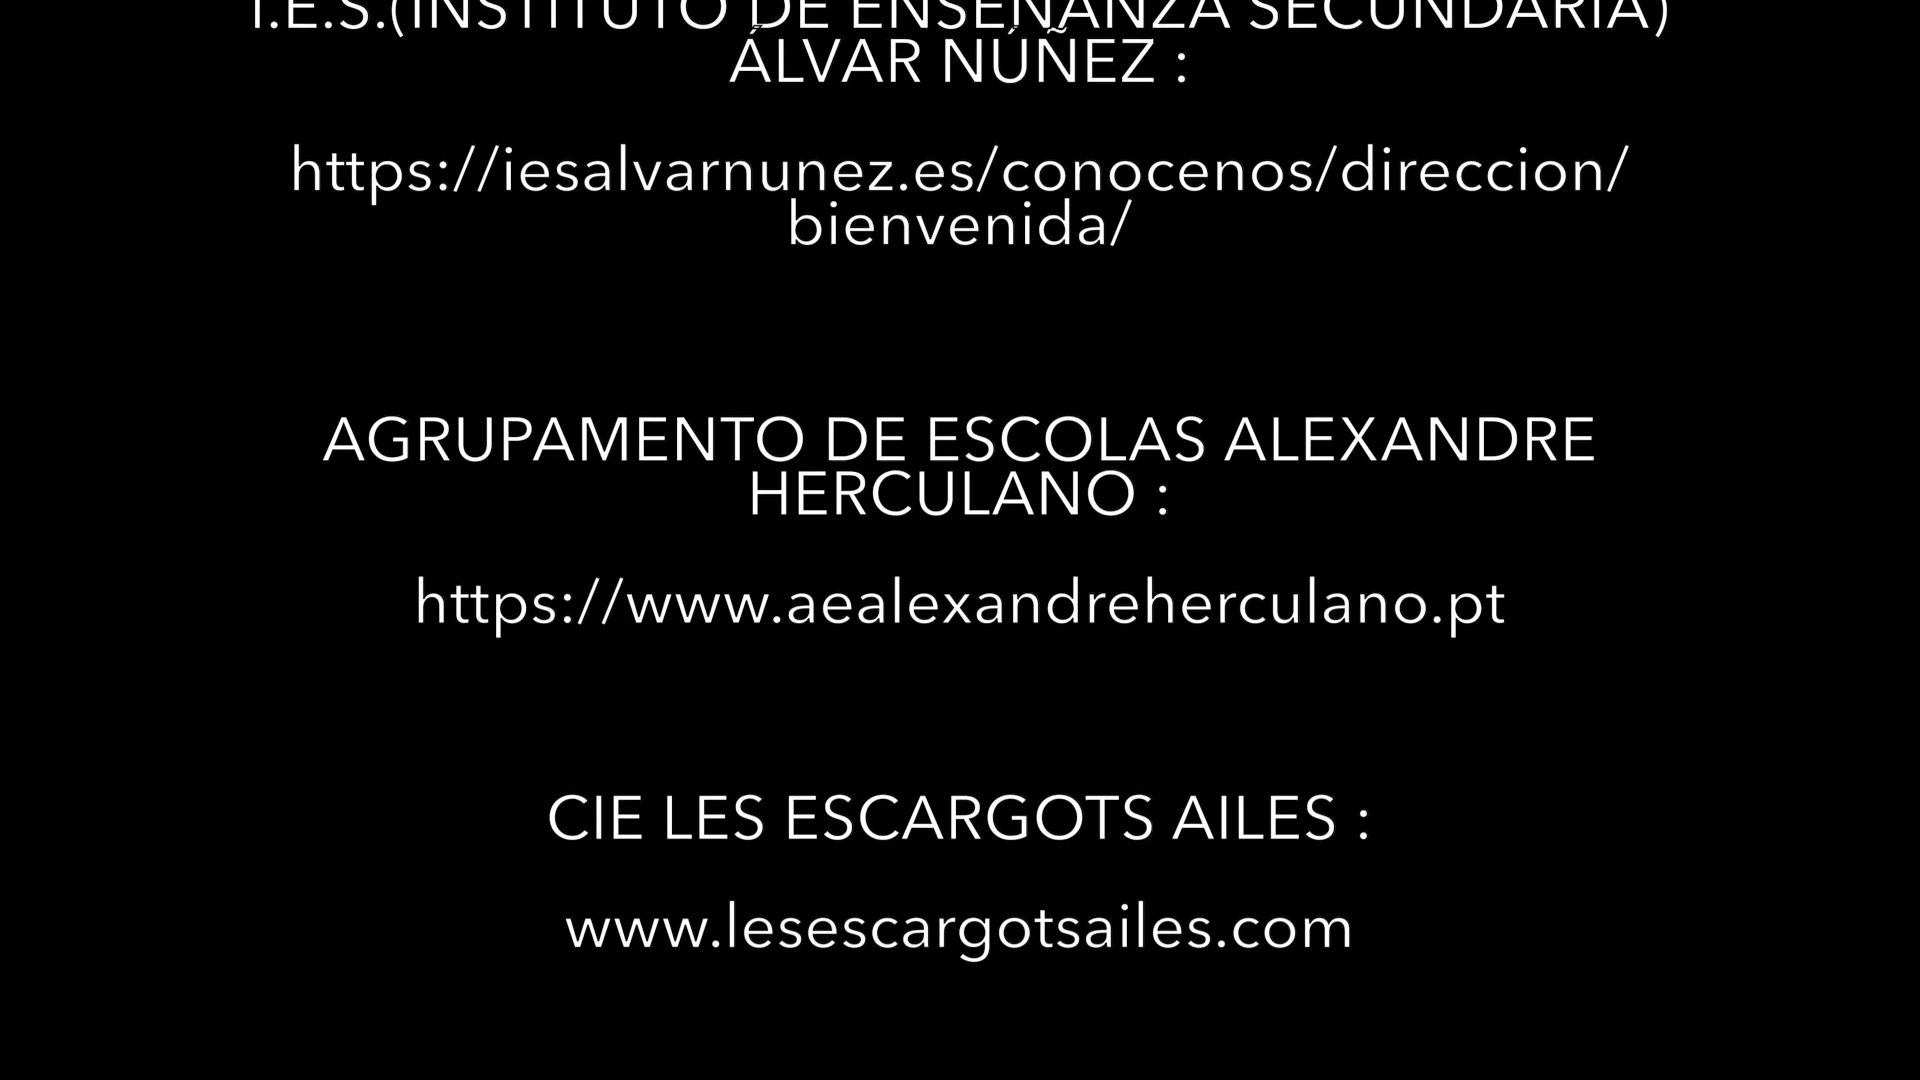 I.E.S.(INSTITUTO DE ENSEÑANZA SECUNDARIA)
ÁLVAR NÚÑEZ :
https://iesalvarnunez.es/conocenos/direccion/
bienvenida/
AGRUPAMENTO DE ESCOLAS ALEXANDRE
HERCULANO :
https://www.aealexandreherculano.pt
CIE LES ESCARGOTS AILES :
www.lesescargotsailes.com